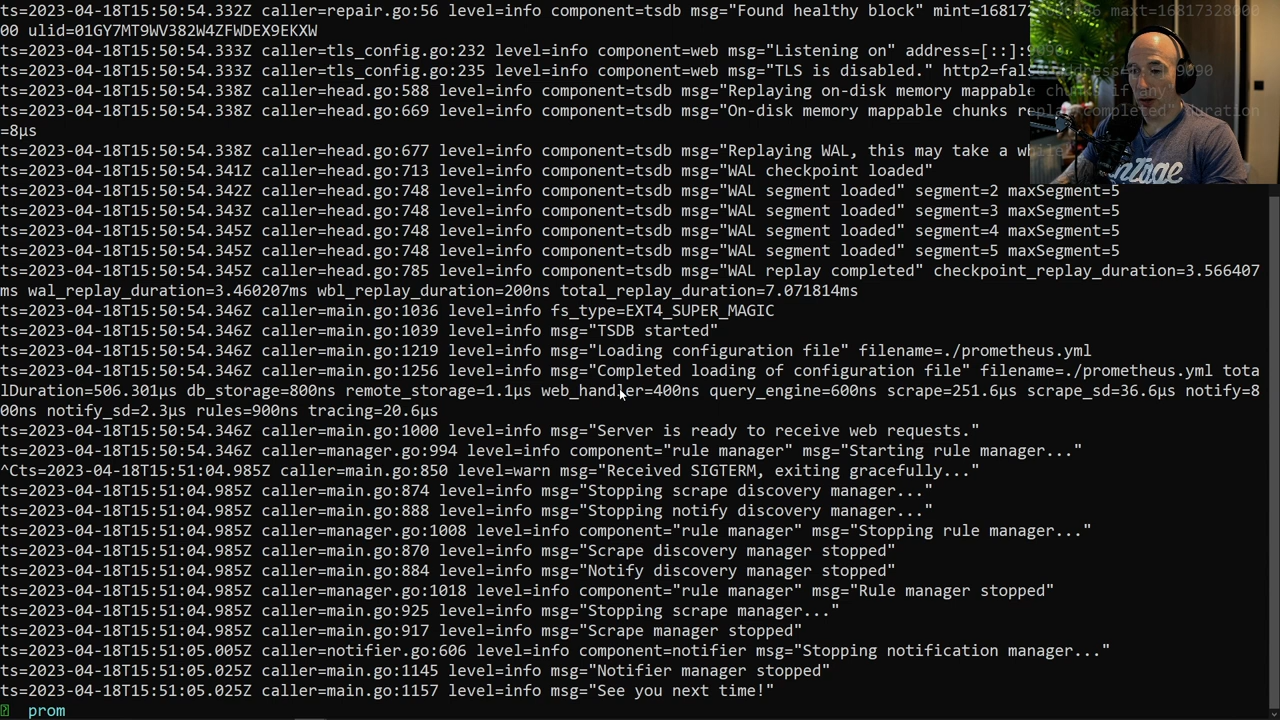 ts=2023-04-18T15:50:54.332Z caller=repair.go:56 level=info component=tsdb msg="Found healthy block" maxt=16817328000
00 ulid=01GY7MT9WV382W4ZFWDEX9EKXW
ts=2023-04-18T15:50:54.333Z caller=tls_config.go:232 level=info component=web msg="Listening on" address=[::]:9090
ts=2023-04-18T15:50:54.333Z caller=tls_config.go:235 level=info component=web msg="TLS is disabled." http2=false
ts=2023-04-18T15:50:54.338Z caller=head.go:588 level=info component=tsdb msg="Replaying on-disk memory mappable chunks if any"
ts=2023-04-18T15:50:54.338Z caller=head.go:669 level=info component=tsdb msg="On-disk memory mappable chunks replay completed" duration
=8µs
ts=2023-04-18T15:50:54.338Z caller=head.go:677 level=info component=tsdb msg="Replaying WAL, this may take a while"
ts=2023-04-18T15:50:54.341Z caller=head.go:713 level=info component=tsdb msg="WAL checkpoint loaded"
ts=2023-04-18T15:50:54.342Z caller=head.go:748 level=info component=tsdb msg="WAL segment loaded" segment=2 maxSegment=5
ts=2023-04-18T15:50:54.343Z caller=head.go:748 level=info component=tsdb msg="WAL segment loaded" segment=3 maxSegment=5
ts=2023-04-18T15:50:54.345Z caller=head.go:748 level=info component=tsdb msg="WAL segment loaded" segment=4 maxSegment=5
ts=2023-04-18T15:50:54.345Z caller=head.go:748 level=info component=tsdb msg="WAL segment loaded" segment=5 maxSegment=5
ts=2023-04-18T15:50:54.345Z caller=head.go:785 level=info component=tsdb msg="WAL replay completed" checkpoint_replay_duration=3.566407
ms wal_replay_duration=3.460207ms wbl_replay_duration=200ns total_replay_duration=7.071814ms
ts=2023-04-18T15:50:54.346Z caller=main.go:1036 level=info fs_type=EXT4_SUPER_MAGIC
ts=2023-04-18T15:50:54.346Z caller=main.go:1039 level=info msg="TSDB started"
ts=2023-04-18T15:50:54.346Z caller=main.go:1219 level=info msg="Loading configuration file" filename=./prometheus.yml
ts=2023-04-18T15:50:54.346Z caller=main.go:1256 level=info msg="Completed loading of configuration file" filename=./prometheus.yml tota
lDuration=506.301µs db_storage=800ns remote_storage=1.1µs web_handler=400ns query_engine=600ns scrape=251.6µs scrape_sd=36.6µs notify=8
00ns notify_sd=2.3µs rules=900ns tracing=20.6µs
ts=2023-04-18T15:50:54.346Z caller=main.go:1000 level=info msg="Server is ready to receive web requests."
ts=2023-04-18T15:50:54.346Z caller=manager.go:994 level=info component="rule manager" msg="Starting rule manager..."
^Cts=2023-04-18T15:51:04.985Z caller=main.go:850 level=warn msg="Received SIGTERM, exiting gracefully..."
ts=2023-04-18T15:51:04.985Z caller=main.go:874 level=info msg="Stopping scrape discovery manager..."
ts=2023-04-18T15:51:04.985Z caller=main.go:888 level=info msg="Stopping notify discovery manager..."
ts=2023-04-18T15:51:04.985Z caller=manager.go:1008 level=info component="rule manager" msg="Stopping rule manager..."
ts=2023-04-18T15:51:04.985Z caller=main.go:870 level=info msg="Scrape discovery manager stopped"
ts=2023-04-18T15:51:04.985Z caller=main.go:884 level=info msg="Notify discovery manager stopped"
ts=2023-04-18T15:51:04.985Z caller=manager.go:1018 level=info component="rule manager" msg="Rule manager stopped"
ts=2023-04-18T15:51:04.985Z caller=main.go:925 level=info msg="Stopping scrape manager..."
ts=2023-04-18T15:51:04.985Z caller=main.go:917 level=info msg="Scrape manager stopped"
ts=2023-04-18T15:51:05.005Z caller=notifier.go:606 level=info component=notifier msg="Stopping notification manager..."
ts=2023-04-18T15:51:05.025Z caller=main.go:1145 level=info msg="Notifier manager stopped"
ts=2023-04-18T15:51:05.025Z caller=main.go:1157 level=info msg="See you next time!"
prom